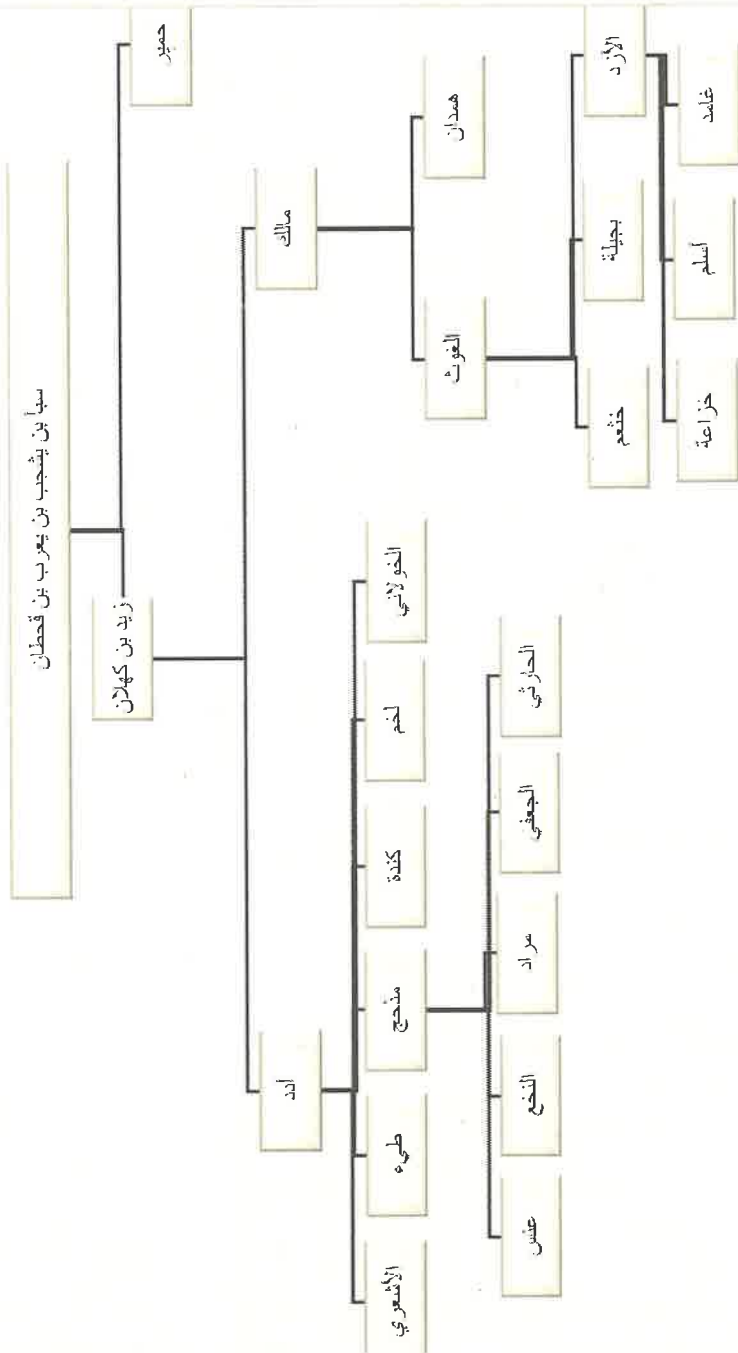 سبأ بن يشجب بن يعرب بن قحطان
حمير
زيد بن كهلان
مالك
أدد
همدان
الغوث
الخولاني
لخم
كندة
مذحج
طيء
الأشعري
الأزد
بجيلة
خثعم
الحارثي
الجعفي
مراد
النخع
عنس
غامد
أسلم
خزاعة